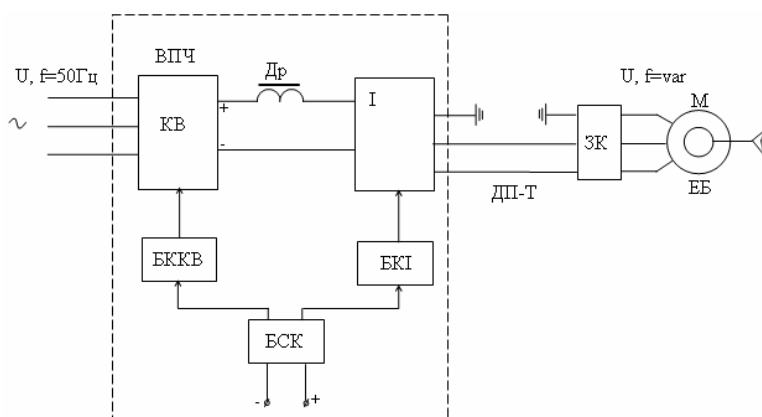 ВПЧ
U, f=50Гц
Др
U, f=var
~
КВ
+
-
I
ЗК
М
ЕБ
ДП-Т
БККВ
БКІ
БСК
-
+